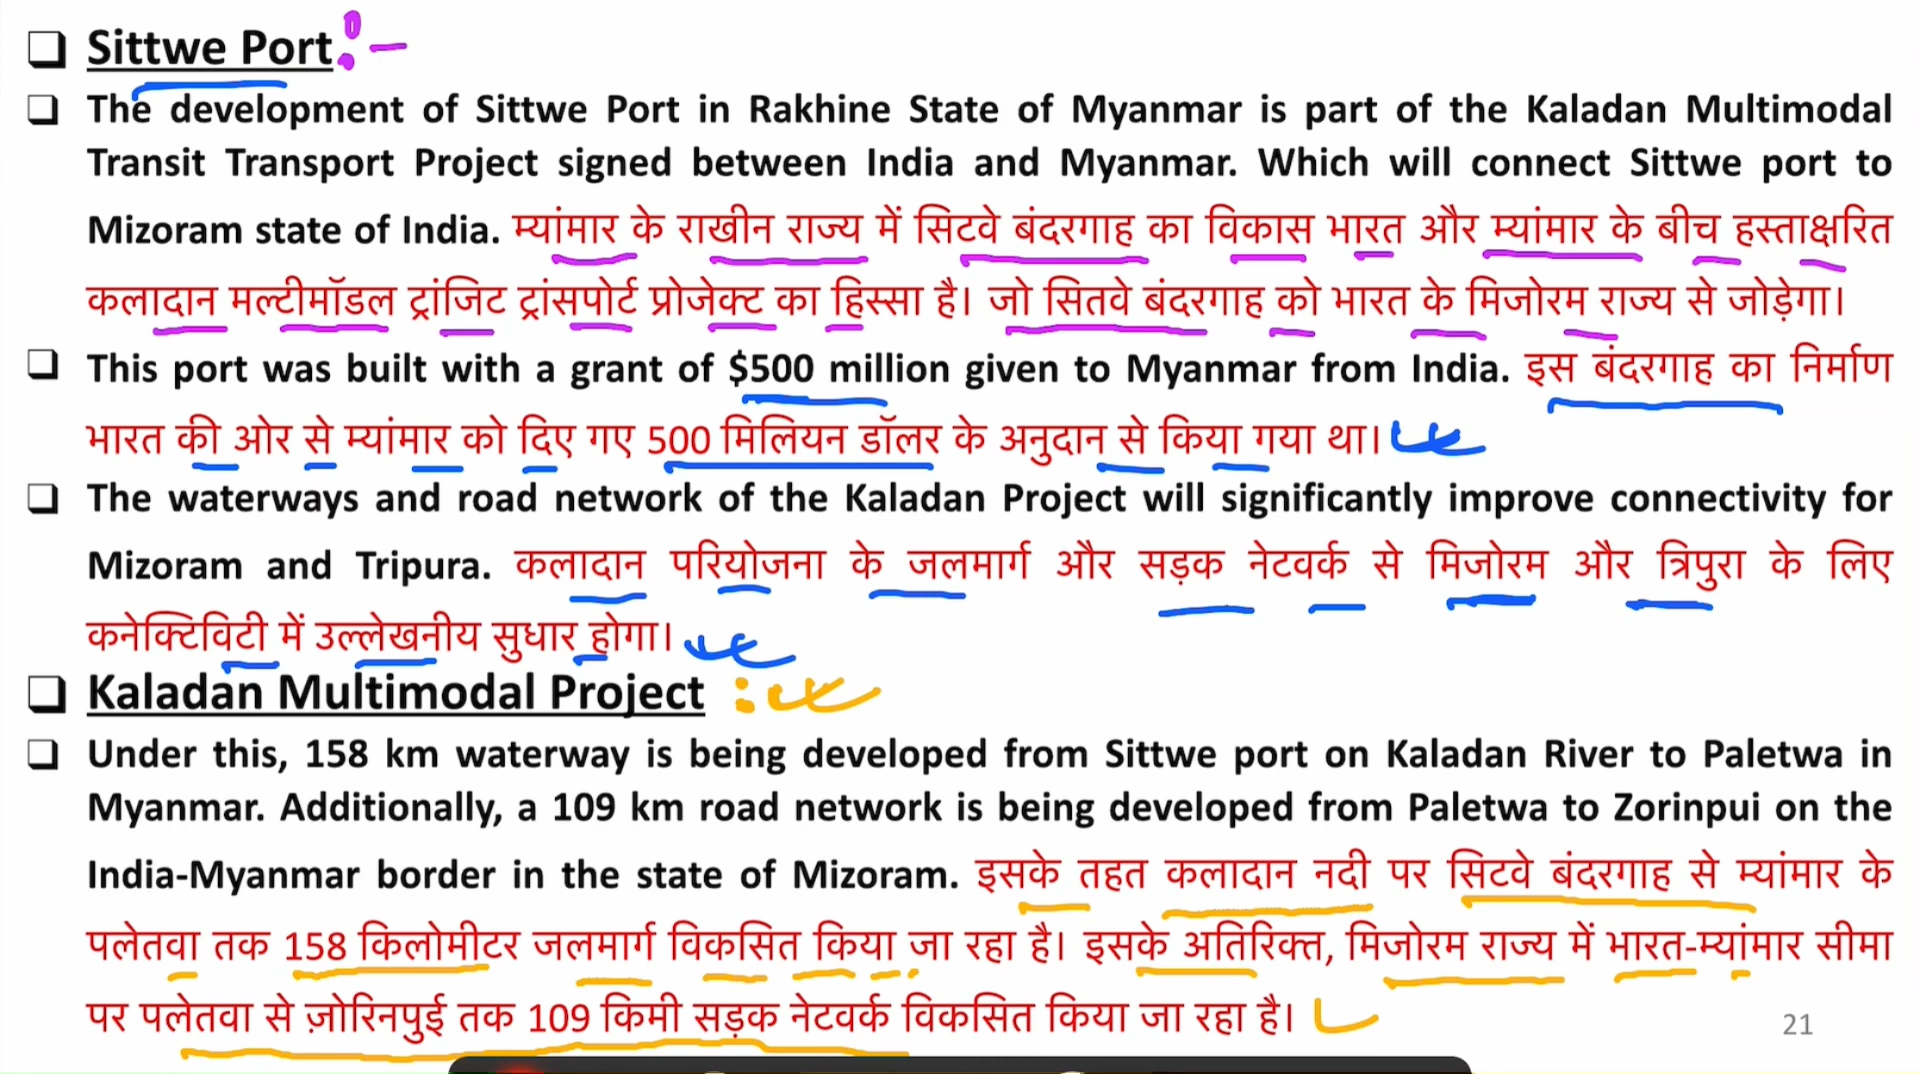 Sittwe Port:-
The development of Sittwe Port in Rakhine State of Myanmar is part of the Kaladan Multimodal
Transit Transport Project signed between India and Myanmar. Which will connect Sittwe port to
Mizoram state of India. म्यांमार के राखीन राज्य में सिटवे बंदरगाह का विकास भारत और म्यांमार के बीच हस्ताक्षरित
कलादान मल्टीमॉडल ट्रांजिट ट्रांसपोर्ट प्रोजेक्ट का हिस्सा है। जो सितवे बंदरगाह को भारत के मिजोरम राज्य से जोड़ेगा।
This port was built with a grant of $500 million given to Myanmar from India. इस बंदरगाह का निर्माण
भारत की ओर से म्यांमार को दिए गए 500 मिलियन डॉलर के अनुदान से किया गया था।
The waterways and road network of the Kaladan Project will significantly improve connectivity for
Mizoram and Tripura. कलादान परियोजना के जलमार्ग और सड़क नेटवर्क से मिजोरम और त्रिपुरा के लिए
कनेक्टिविटी में उल्लेखनीय सुधार होगा।
Kaladan Multimodal Project :
Under this, 158 km waterway is being developed from Sittwe port on Kaladan River to Paletwa in
Myanmar. Additionally, a 109 km road network is being developed from Paletwa to Zorinpui on the
India-Myanmar border in the state of Mizoram. इसके तहत कलादान नदी पर सिटवे बंदरगाह से म्यांमार के
पलेतवा तक 158 किलोमीटर जलमार्ग विकसित किया जा रहा है। इसके अतिरिक्त, मिजोरम राज्य में भारत-म्यांमार सीमा
पर पलेतवा से ज़ोरिनपुई तक 109 किमी सड़क नेटवर्क विकसित किया जा रहा है।
21